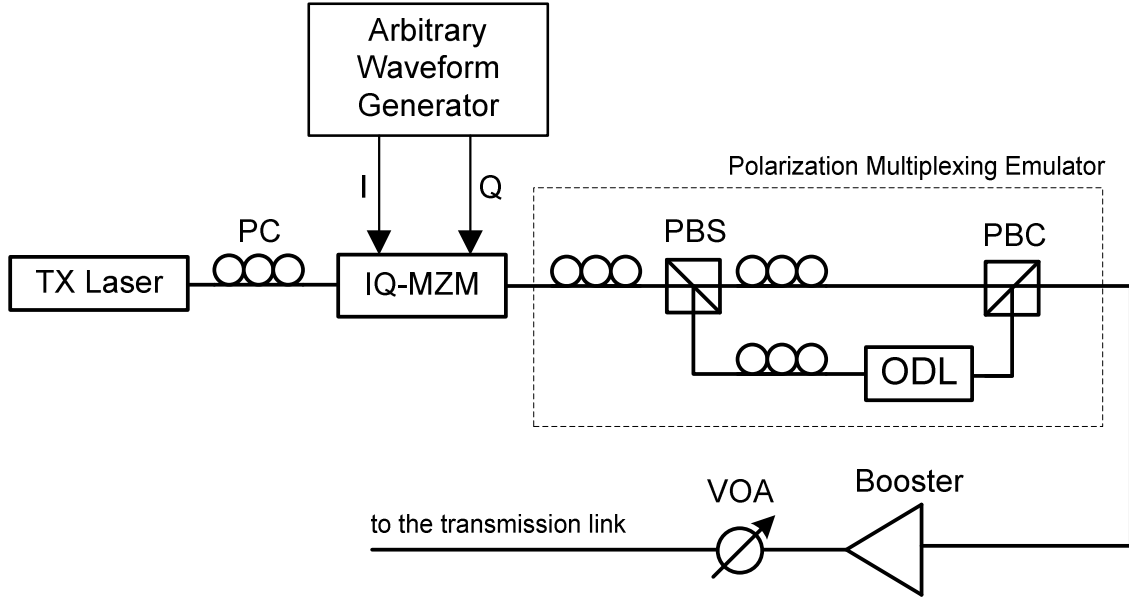 Arbitrary
Waveform
Generator
I
Q
Polarization Multiplexing Emulator
PC
PBS
PBC
TX Laser
IQ-MZM
ODL
VOA
Booster
to the transmission link